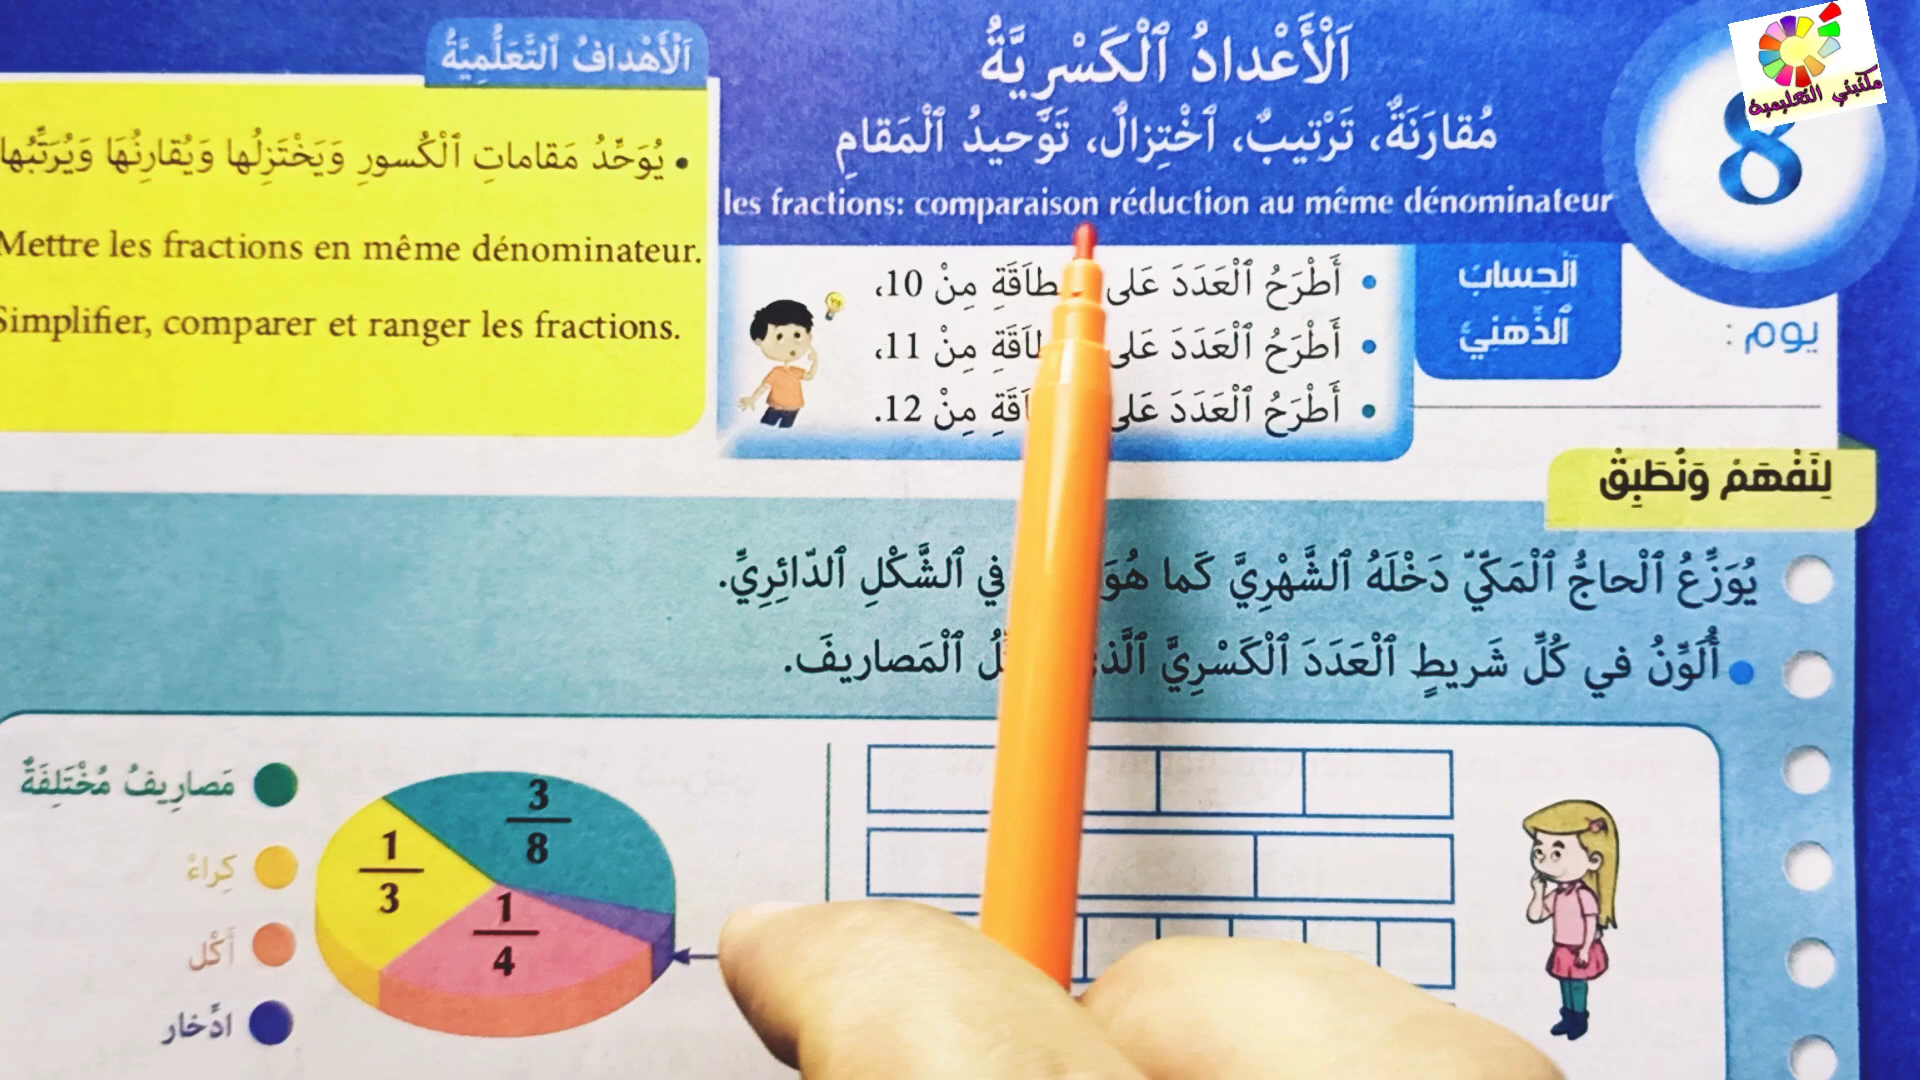 مكتبتي التعليمية
8
اَلْأَعْدادُ ٱلْكَسْرِيَّةُ
مُقارَنَةٌ، تَرْتيبٌ، ٱخْتِزالٌ، تَوْحيدُ ٱلْمَقامِ
les fractions: comparaison réduction au même dénominateur
اَلْأَهْدافُ ٱلتَّعَلُّمِيَّةُ
• يُوَحِّدُ مَقاماتِ ٱلْكُسورِ وَيَخْتَزِلُها وَيُقارِنُهَا وَيُرَتِّبُها
Mettre les fractions en même dénominateur.
Simplifier, comparer et ranger les fractions.
يوم :
اَلْحِسابُ
ٱلذِّهْنِيُّ
• أَطْرَحُ ٱلْعَدَدَ عَلى طاقَةِ مِنْ 10،
• أَطْرَحُ ٱلْعَدَدَ عَلى مِنْ 11،
• أَطْرَحُ ٱلْعَدَدَ عَلى مِنْ 12.
لِنَفْهَمْ وَنُطَبِّقْ
يُوَزِّعُ ٱلْحاجُّ ٱلْمَكِّيّ دَخْلَهُ ٱلشَّهْرِيَّ كَما هُوَ في ٱلشَّكْلِ ٱلدّائِرِيِّ.
• أُلَوِّنُ في كُلِّ شَريطٍ ٱلْعَدَدَ ٱلْكَسْرِيَّ ٱلْمَصاريفَ.
مَصاريفُ مُخْتَلِفَةٌ
كِراءٌ
أَكْل
ادِّخار
3
8
1
3
1
4